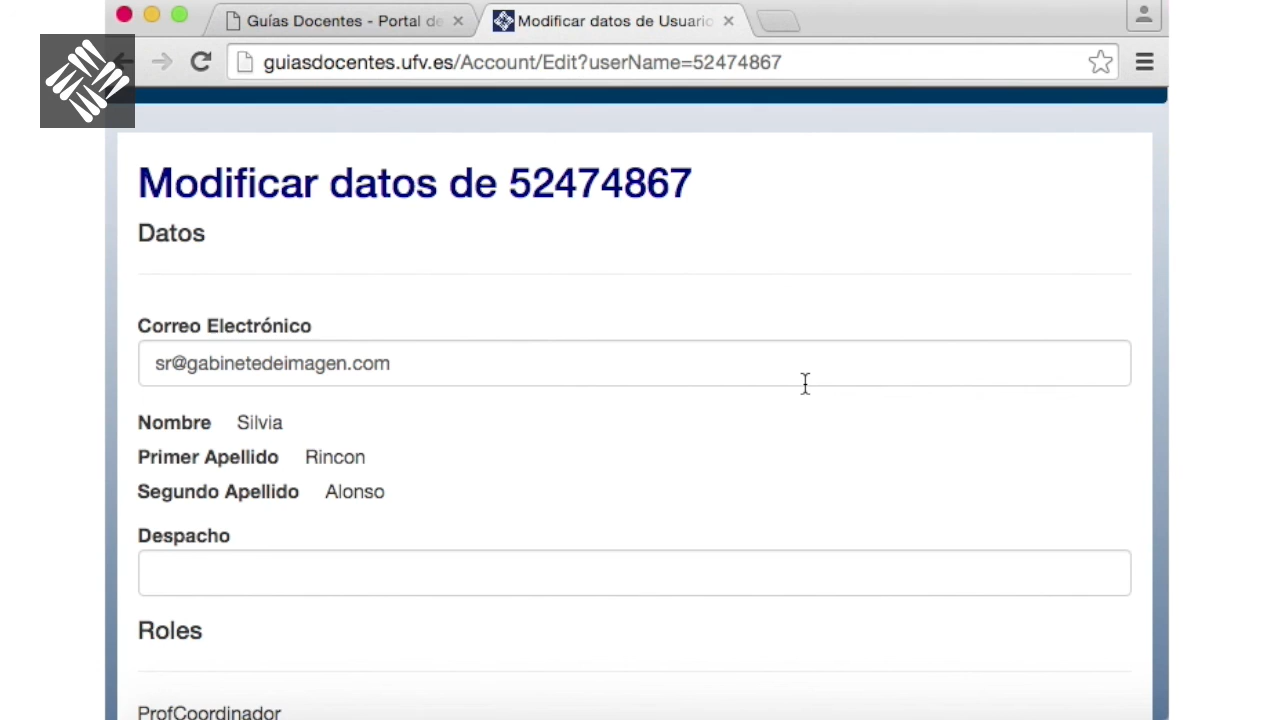 Guías Docentes - Portal de
Modificar datos de Usuario
guiasdocentes.ufv.es/Account/Edit?userName=52474867
Modificar datos de 52474867
Datos
Correo Electrónico
sr@gabinetedeimagen.com
Nombre Silvia
Primer Apellido Rincon
Segundo Apellido Alonso
Despacho
Roles
ProfCoordinador